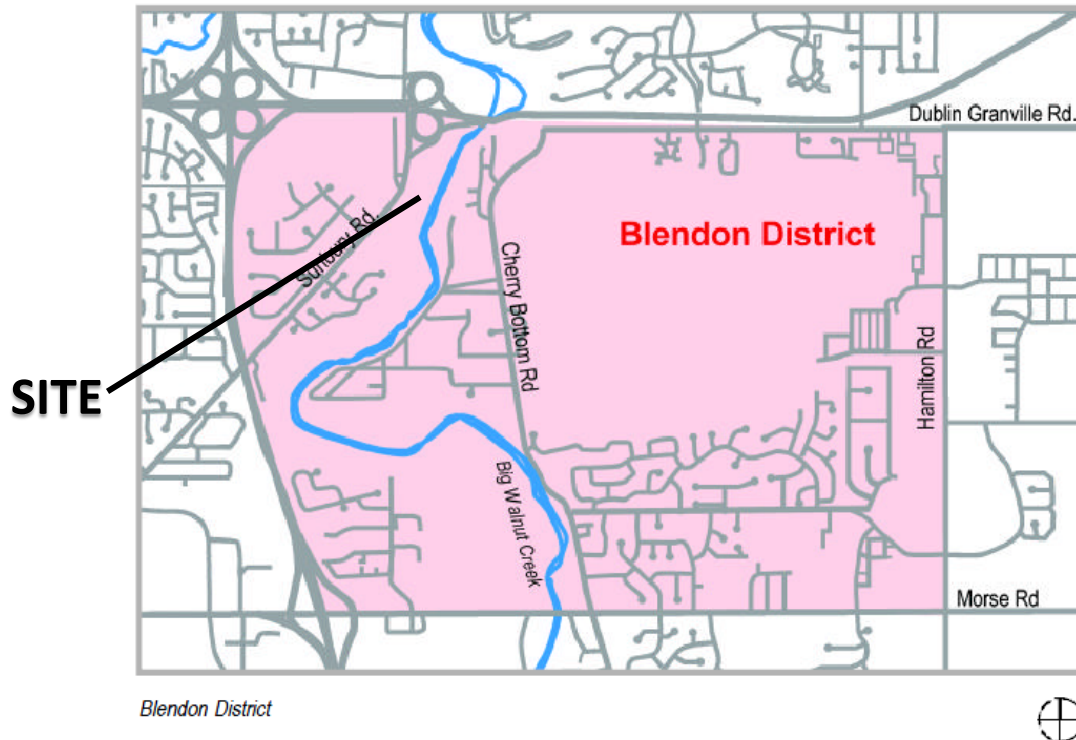 Dublin Granville Rd.
Blendon District
Sunbury Rd.
Cherry Bottom Rd
Hamilton Rd
SITE
Big Walnut Creek
Morse Rd
Blendon District